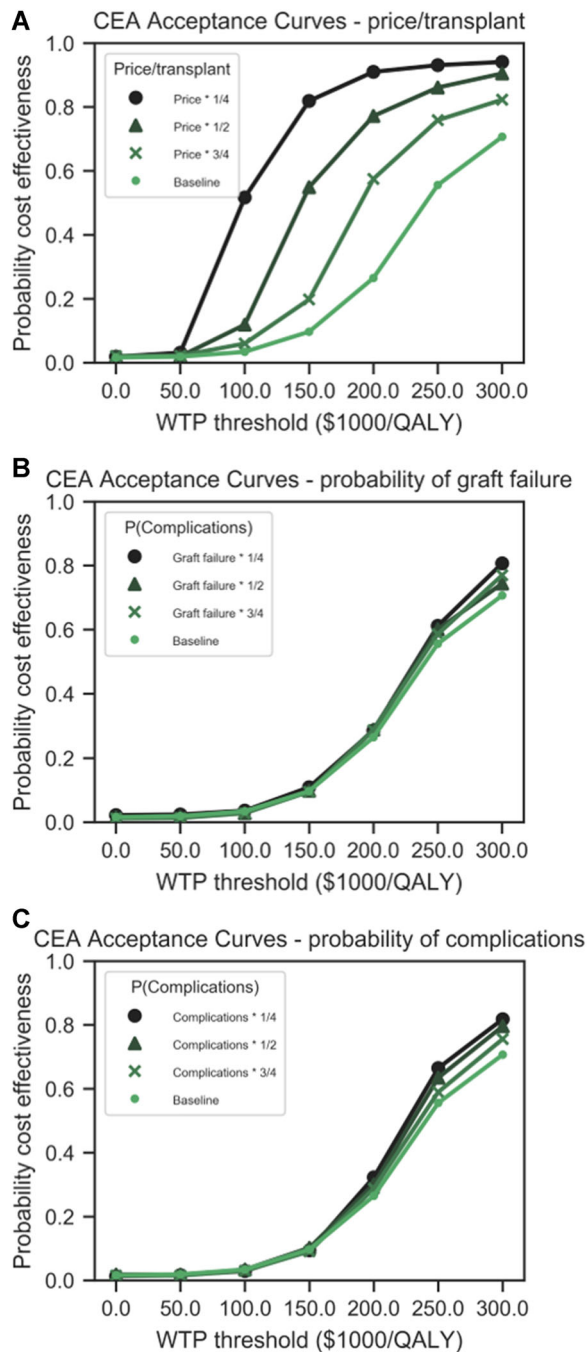 A
CEA Acceptance Curves - price/transplant
Probability cost effectiveness
1.0
0.8
0.6
0.4
0.2
0.0
Price/transplant
Price * 1/4
Price * 1/2
Price * 3/4
Baseline
0.0 50.0 100.0 150.0 200.0 250.0 300.0
WTP threshold ($1000/QALY)
B
CEA Acceptance Curves - probability of graft failure
Probability cost effectiveness
1.0
0.8
0.6
0.4
0.2
0.0
P(Complications)
Graft failure * 1/4
Graft failure * 1/2
Graft failure * 3/4
Baseline
0.0 50.0 100.0 150.0 200.0 250.0 300.0
WTP threshold ($1000/QALY)
C
CEA Acceptance Curves - probability of complications
Probability cost effectiveness
1.0
0.8
0.6
0.4
0.2
0.0
P(Complications)
Complications * 1/4
Complications * 1/2
Complications * 3/4
Baseline
0.0 50.0 100.0 150.0 200.0 250.0 300.0
WTP threshold ($1000/QALY)